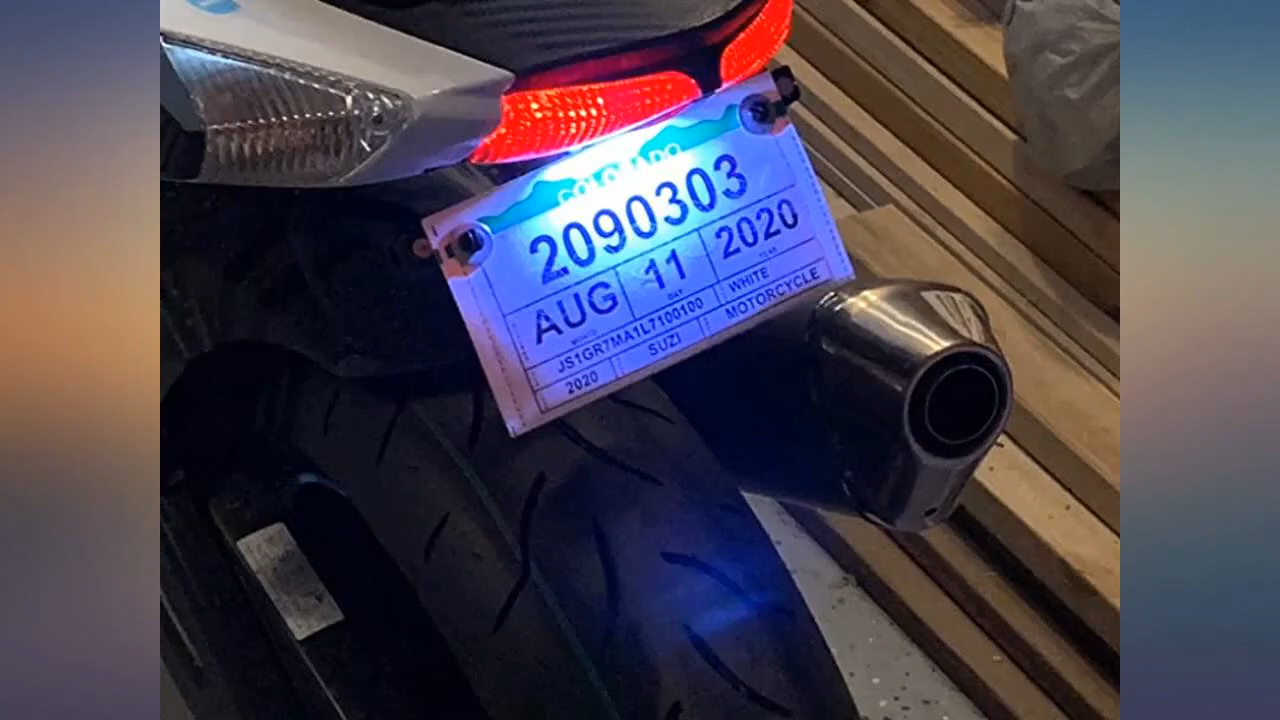 COLORADO
2090303
AUG 11 2020
MONTH DAY YEAR
JS1GR7MA1L7100100 WHITE
2020 SUZI MOTORCYCLE